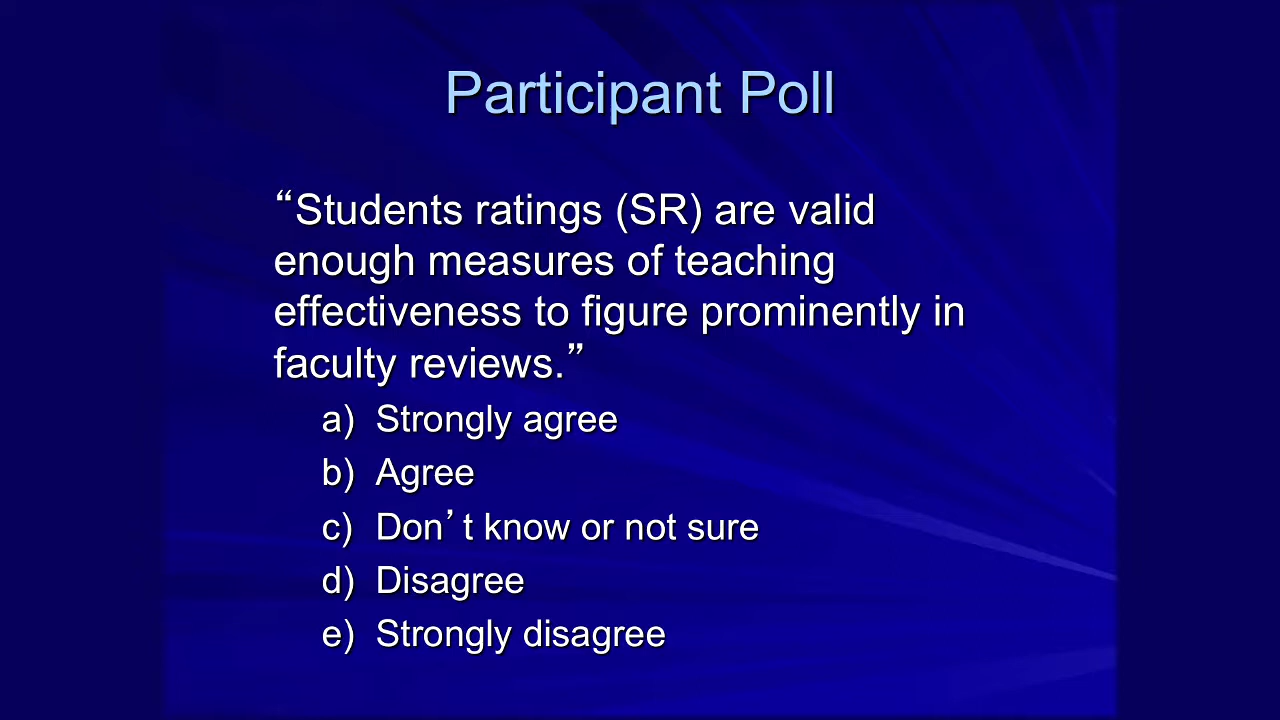 Participant Poll
“Students ratings (SR) are valid
enough measures of teaching
effectiveness to figure prominently in
faculty reviews.”
a) Strongly agree
b) Agree
c) Don’t know or not sure
d) Disagree
e) Strongly disagree